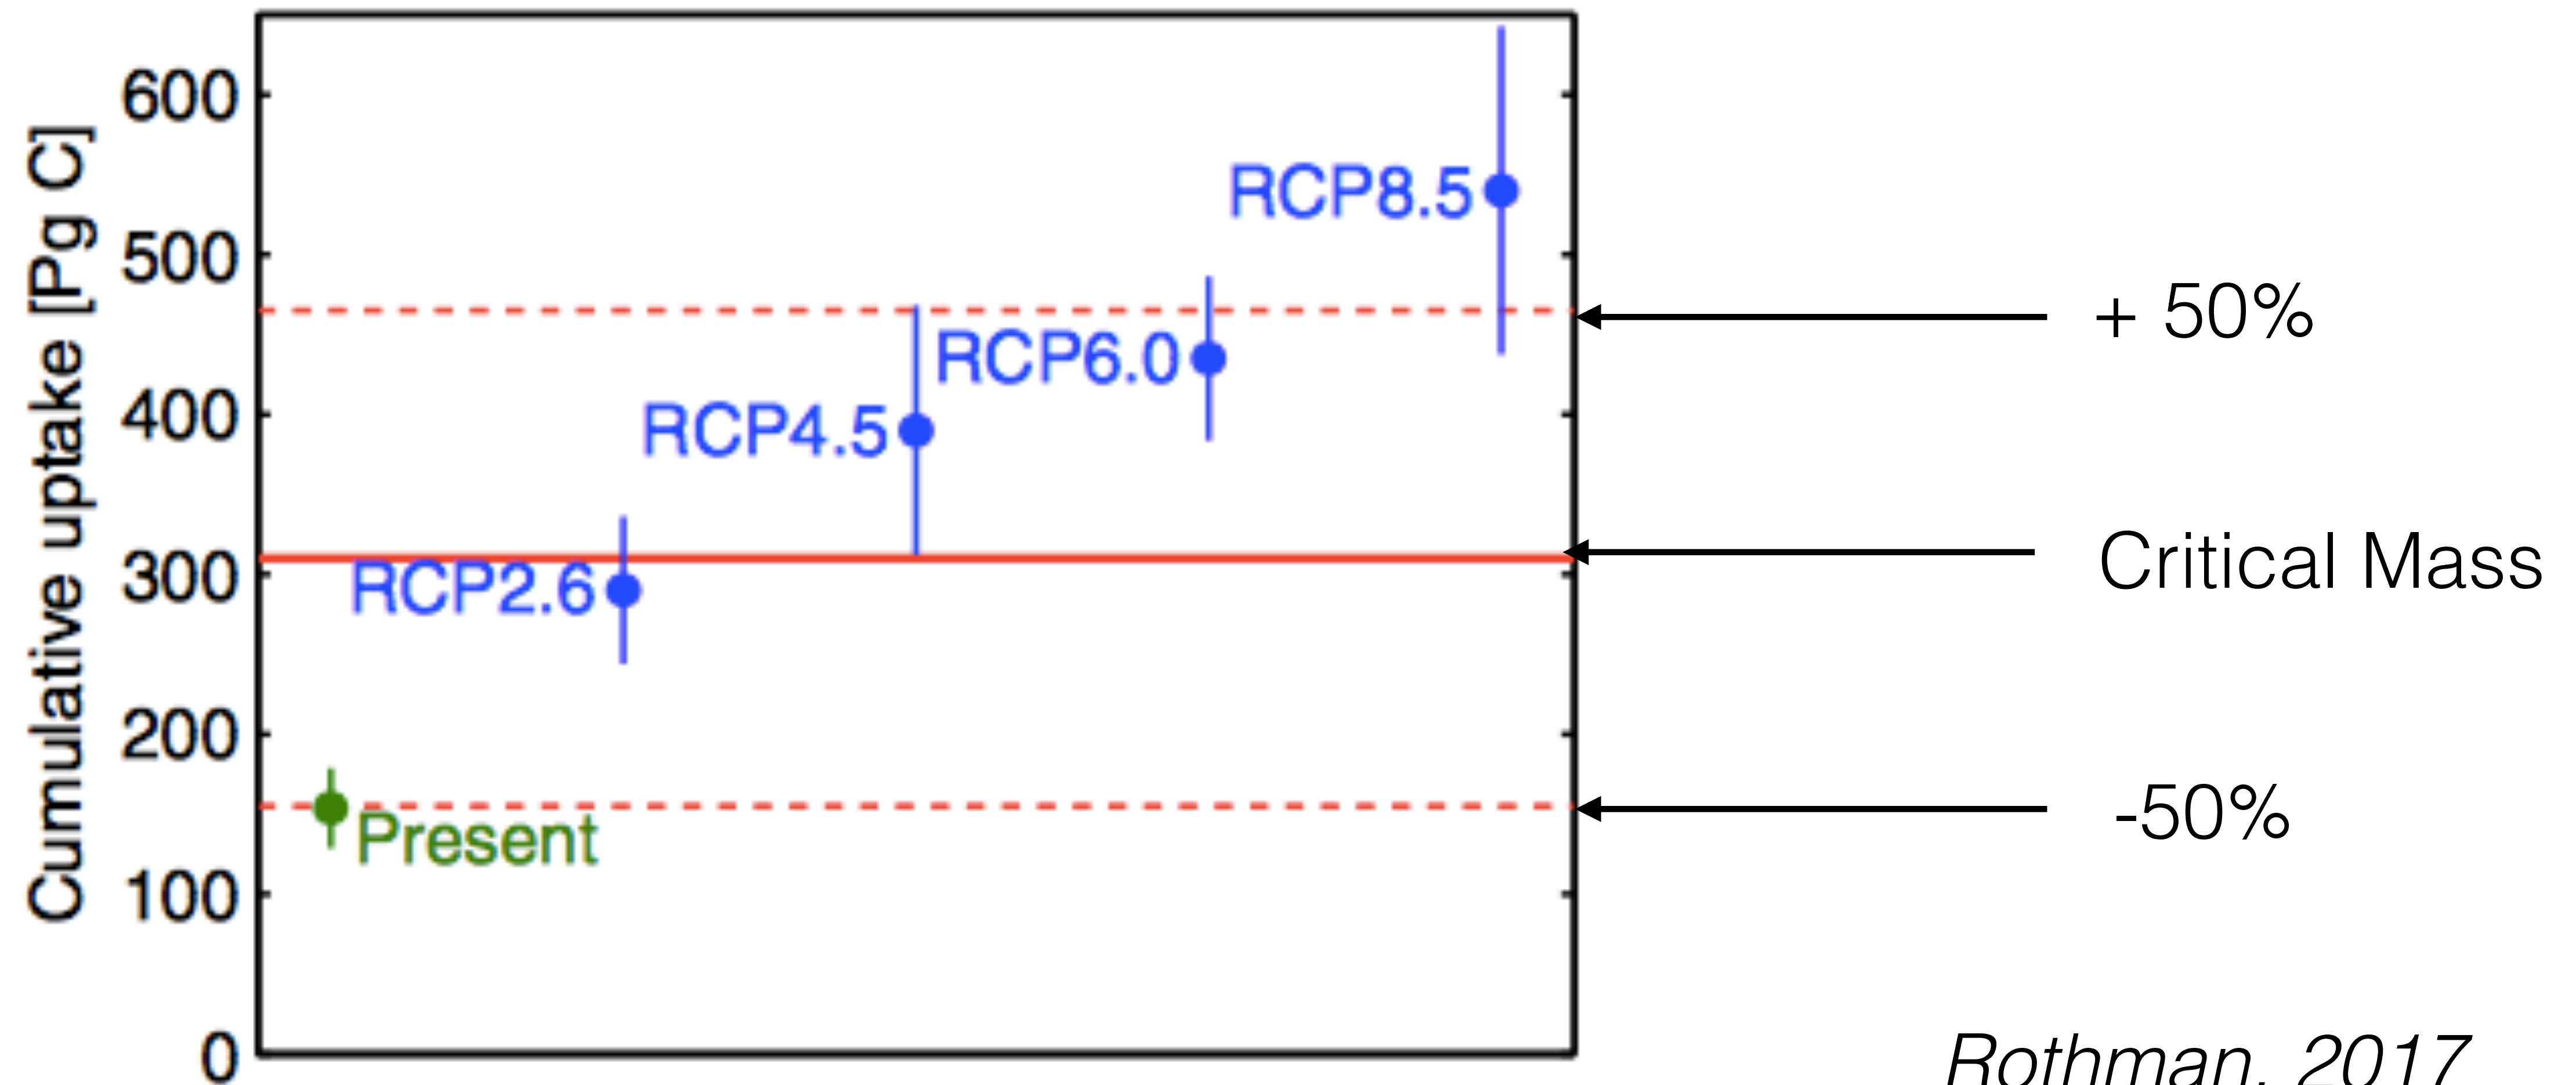 Cumulative uptake [Pg C]
600
500
400
300
200
100
0
RCP8.5
RCP6.0
RCP4.5
RCP2.6
Present
+ 50%
Critical Mass
-50%
Rothman, 2017